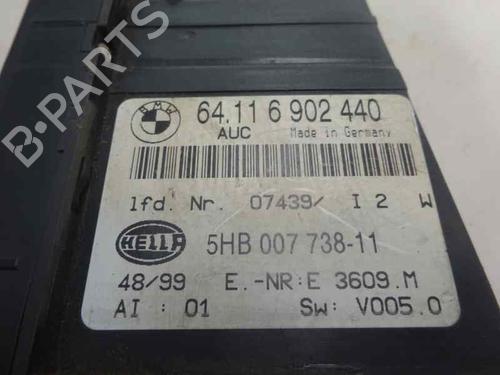 B-PARTS
BMW
64.11 6 902 440
AUC Made in Germany
lfd. Nr. 07439/ I 2 W
HELLA 5HB 007 738-11
48/99 E.-NR:E 3609.M
AI : 01 Sw: V005.0